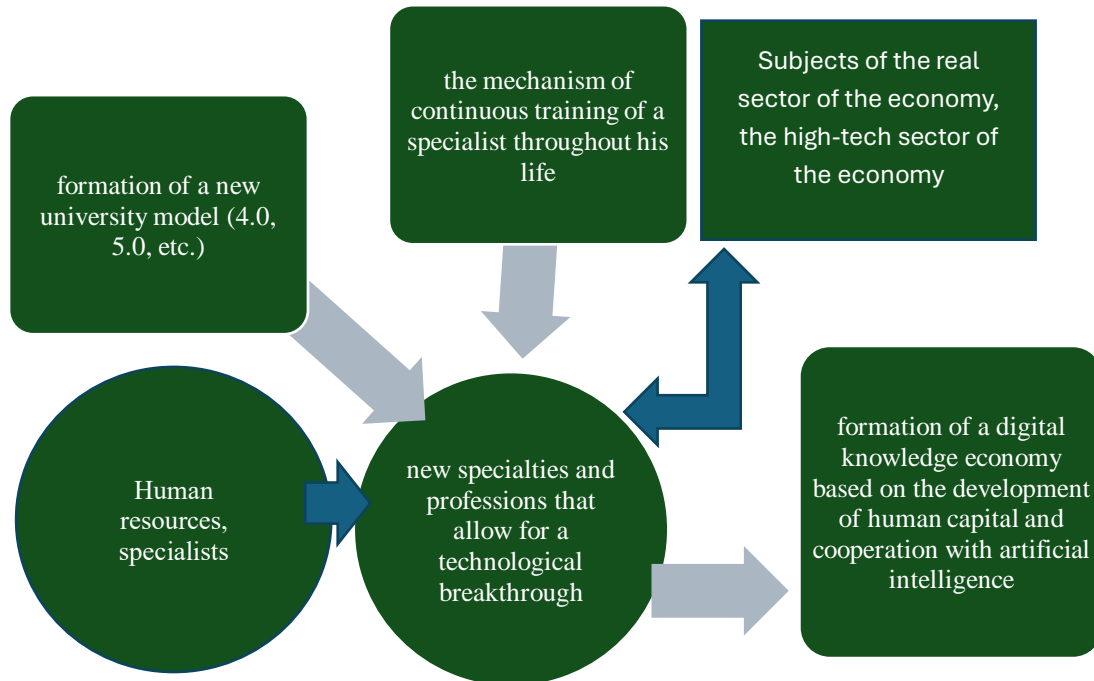 formation of a new
university model (4.0,
5.0, etc.)
the mechanism of
continuous training of a
specialist throughout his
life
Subjects of the real
sector of the economy,
the high-tech sector of
the economy
Human
resources,
specialists
new specialties and
professions that
allow for a
technological
breakthrough
formation of a digital
knowledge economy
based on the development
of human capital and
cooperation with artificial
intelligence